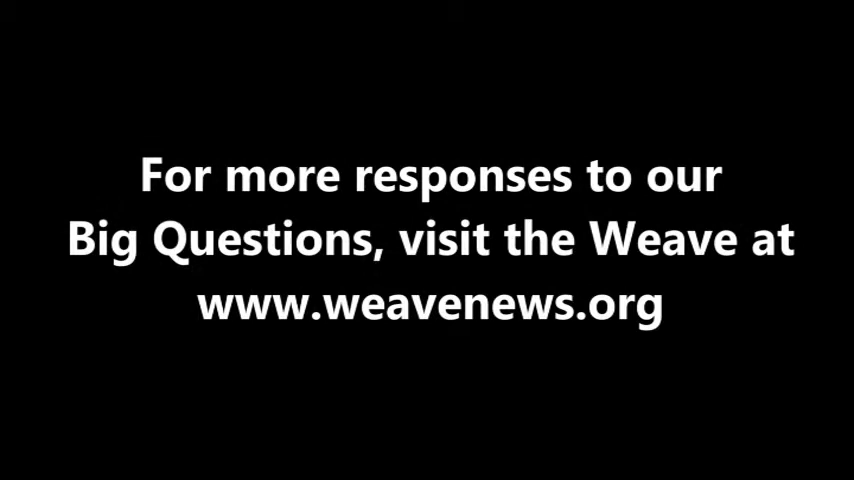 For more responses to our
Big Questions, visit the Weave at
www.weavenews.org